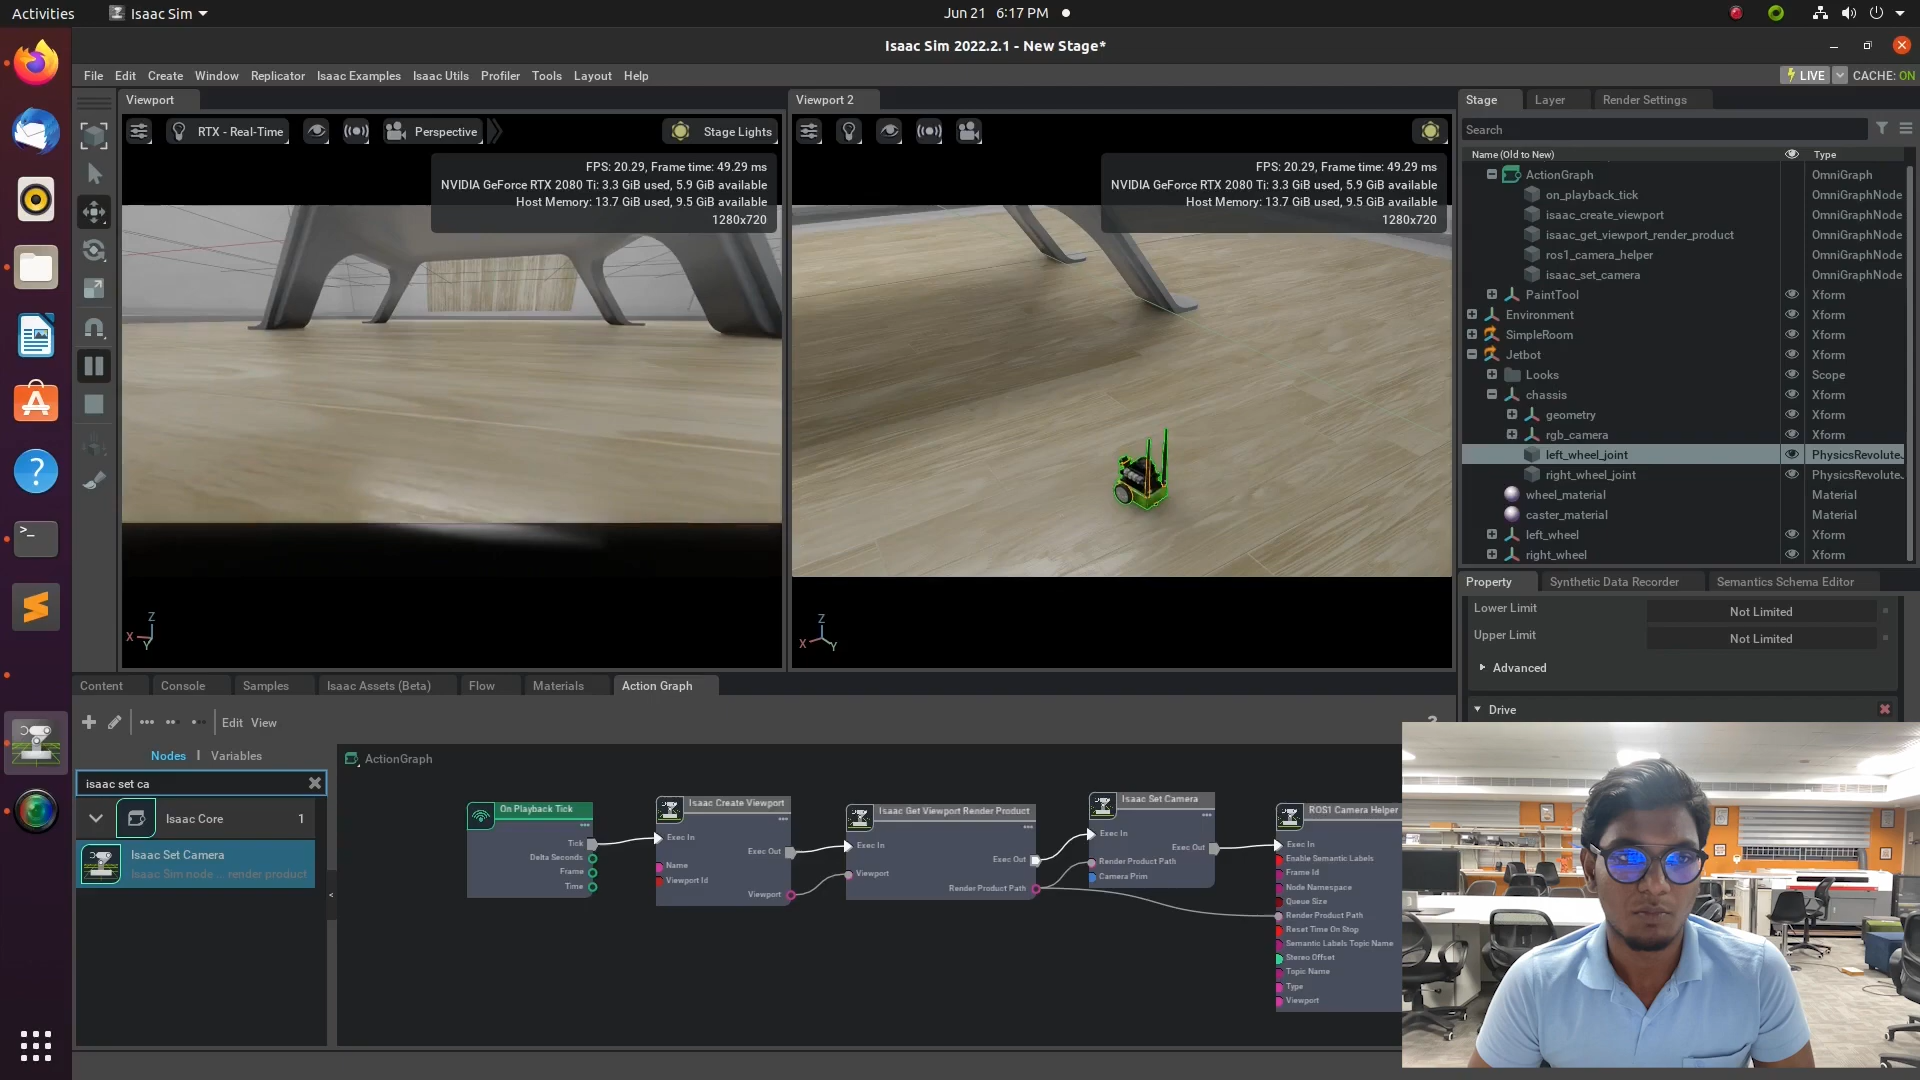 Activities
Isaac Sim
Jun 21 6:17 PM
Isaac Sim 2022.2.1 - New Stage*
File Edit Create Window Replicator Isaac Examples Isaac Utils Profiler Tools Layout Help
LIVE
CACHE: ON
Viewport
RTX - Real-Time
Perspective
Stage Lights
FPS: 20.29, Frame time: 49.29 ms
NVIDIA GeForce RTX 2080 Ti: 3.3 GiB used, 5.9 GiB available
Host Memory: 13.7 GiB used, 9.5 GiB available
1280x720
Z
X
Y
Viewport 2
FPS: 20.29, Frame time: 49.29 ms
NVIDIA GeForce RTX 2080 Ti: 3.3 GiB used, 5.9 GiB available
Host Memory: 13.7 GiB used, 9.5 GiB available
1280x720
Z
X
Y
Stage Layer Render Settings
Search
Name (Old to New) Type
ActionGraph OmniGraph
on_playback_tick OmniGraphNode
isaac_create_viewport OmniGraphNode
isaac_get_viewport_render_product OmniGraphNode
ros1_camera_helper OmniGraphNode
isaac_set_camera OmniGraphNode
PaintTool Xform
Environment Xform
SimpleRoom Xform
Jetbot Xform
Looks Scope
chassis Xform
geometry Xform
rgb_camera Xform
left_wheel_joint PhysicsRevolute.
right_wheel_joint PhysicsRevolute.
wheel_material Material
caster_material Material
left_wheel Xform
right_wheel Xform
Property Synthetic Data Recorder Semantics Schema Editor
Lower Limit Not Limited
Upper Limit Not Limited
Advanced
Drive
Content Console Samples Isaac Assets (Beta) Flow Materials Action Graph
Edit View
Nodes | Variables
isaac set ca
Isaac Core 1
Isaac Set Camera
Isaac Sim node ... render product
ActionGraph
On Playback Tick
Tick
Delta Seconds
Frame
Time
Isaac Create Viewport
Exec In
Exec Out
Name
Viewport Id
Viewport
Isaac Get Viewport Render Product
Exec In
Exec Out
Viewport
Render Product Path
Isaac Set Camera
Exec In
Exec Out
Render Product Path
Camera Prim
ROS1 Camera Helper
Exec In
Enable Semantic Labels
Frame Id
Node Namespace
Queue Size
Render Product Path
Reset Time On Stop
Semantic Labels Topic Name
Stereo Offset
Topic Name
Type
Viewport